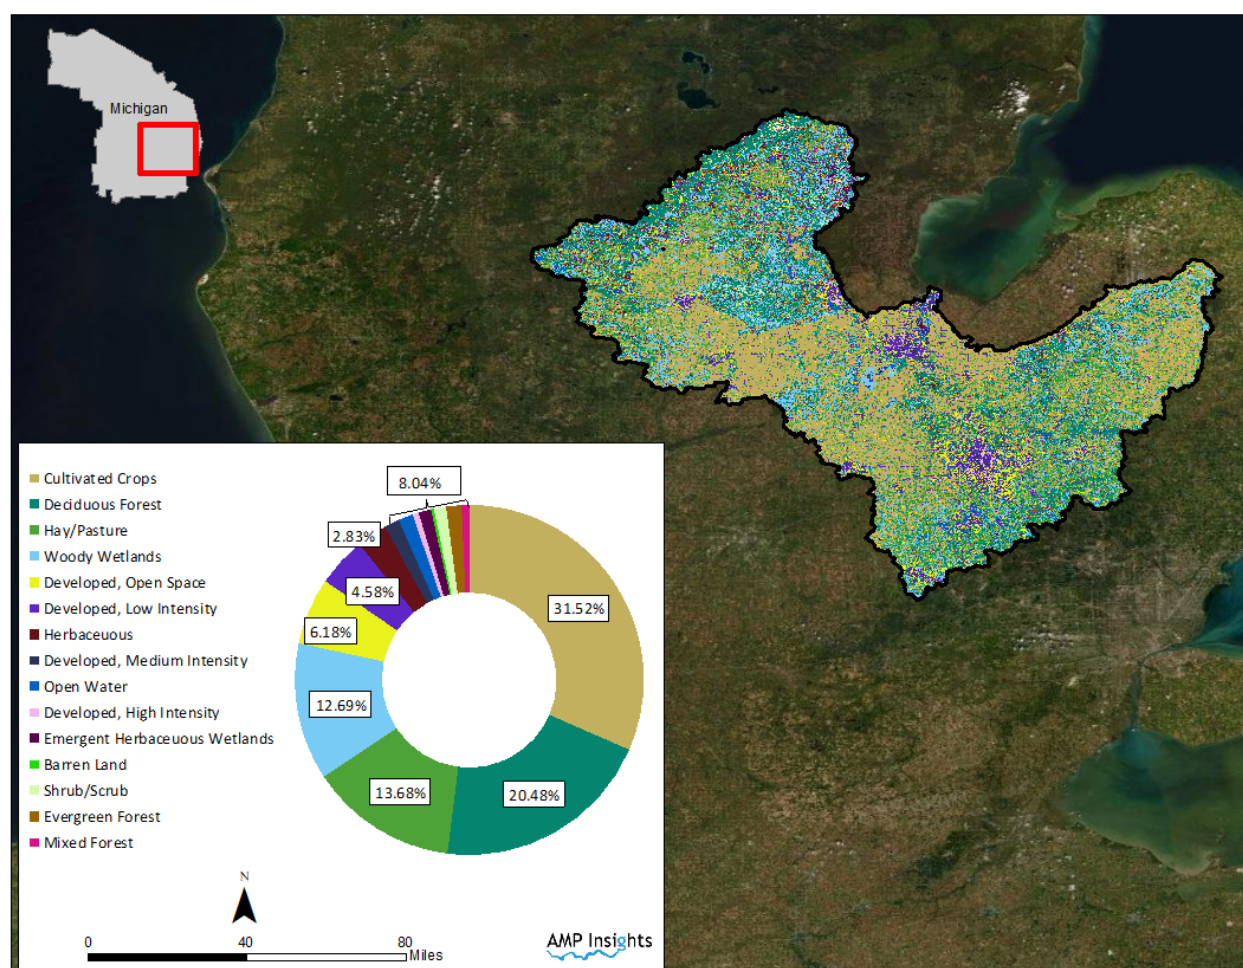 Michigan
Cultivated Crops
Deciduous Forest
Hay/Pasture
Woody Wetlands
Developed, Open Space
Developed, Low Intensity
Herbaceuous
Developed, Medium Intensity
Open Water
Developed, High Intensity
Emergent Herbaceuous Wetlands
Barren Land
Shrub/Scrub
Evergreen Forest
Mixed Forest
8.04%
2.83%
4.58%
6.18%
12.69%
13.68%
20.48%
31.52%
N
0 40 80
Miles
AMP Insights